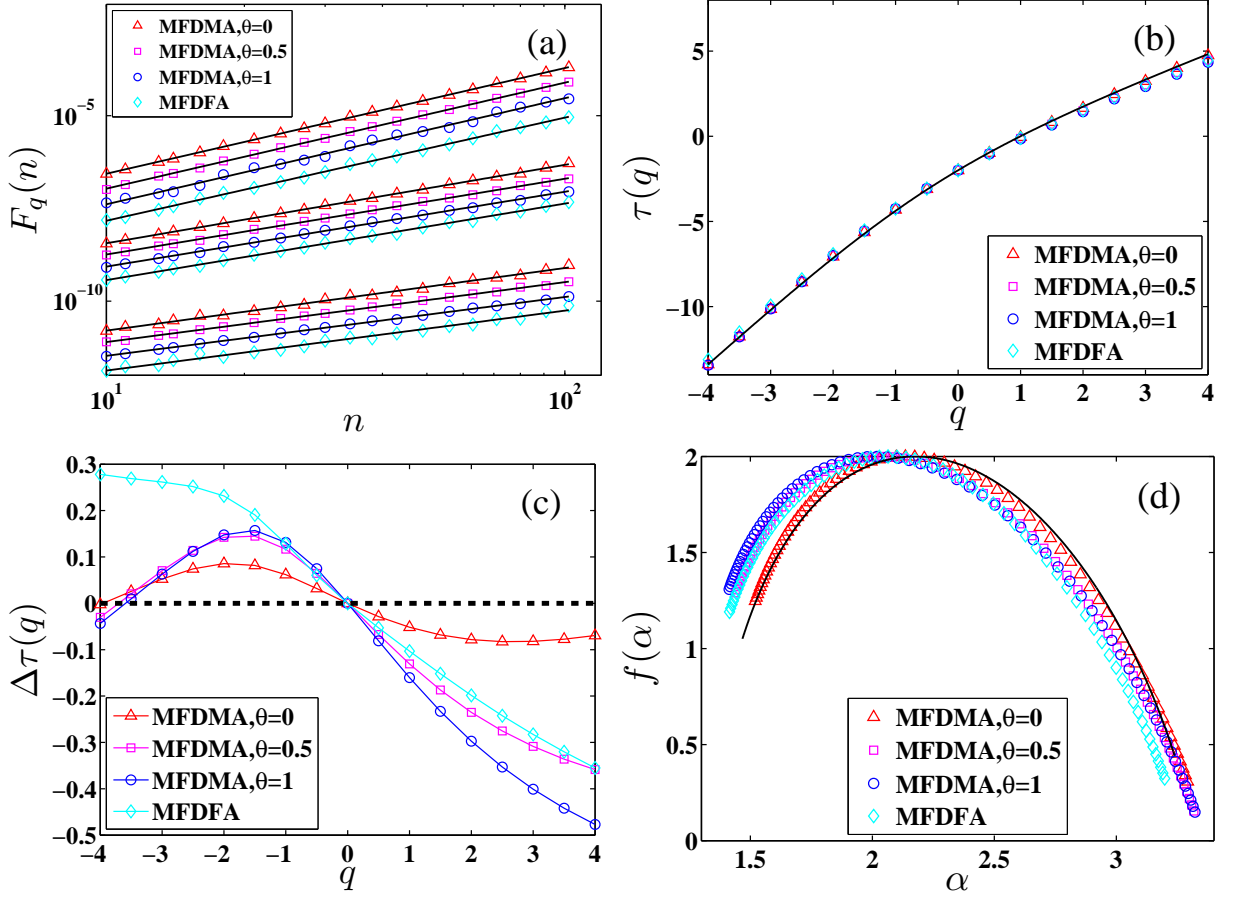 (a)
MFDMA,θ=0
MFDMA,θ=0.5
MFDMA,θ=1
MFDFA
10⁻⁵
10⁻¹⁰
F_q(n)
10¹
10²
n
(b)
5
0
−5
−10
τ(q)
MFDMA,θ=0
MFDMA,θ=0.5
MFDMA,θ=1
MFDFA
−4 −3 −2 −1 0 1 2 3 4
q
(c)
0.3
0.2
0.1
0
−0.1
−0.2
−0.3
−0.4
−0.5
Δτ(q)
MFDMA,θ=0
MFDMA,θ=0.5
MFDMA,θ=1
MFDFA
−4 −3 −2 −1 0 1 2 3 4
q
(d)
2
1.5
1
0.5
0
f(α)
MFDMA,θ=0
MFDMA,θ=0.5
MFDMA,θ=1
MFDFA
1.5 2 2.5 3
α